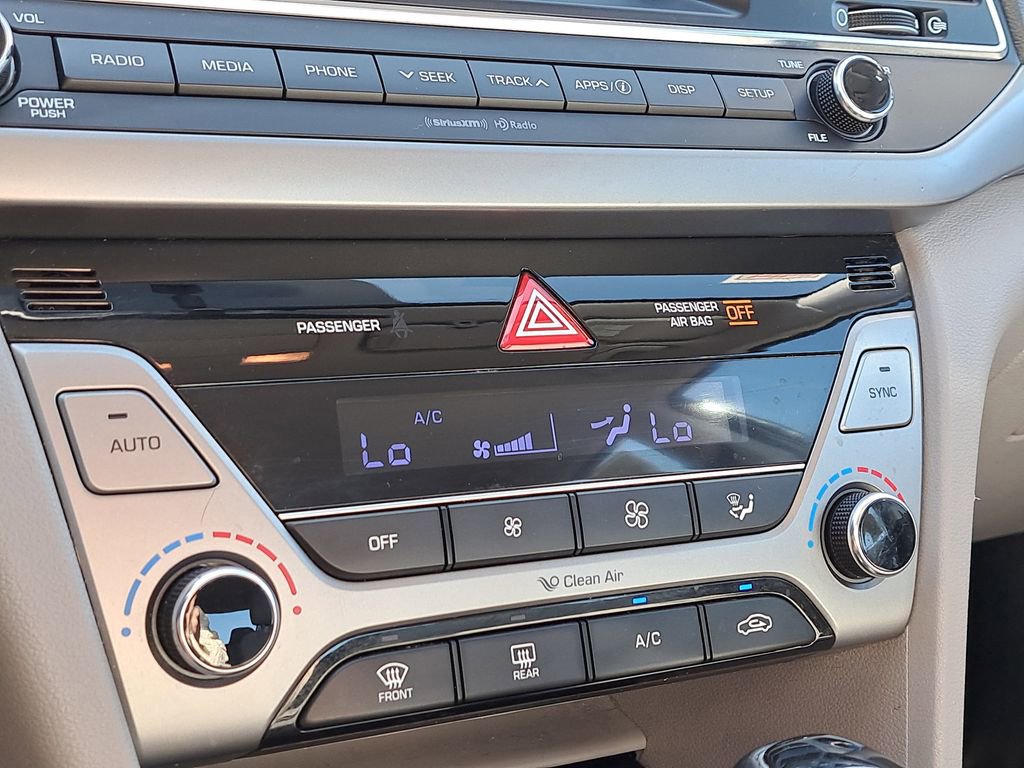 VOL
RADIO
MEDIA
PHONE
SEEK
TRACK
APPS/i
DISP
SETUP
TUNE
POWER
PUSH
((SiriusXM))
HD Radio
FILE
PASSENGER
PASSENGER
AIR BAG
OFF
AUTO
A/C
Lo
Lo
SYNC
OFF
Clean Air
FRONT
REAR
A/C